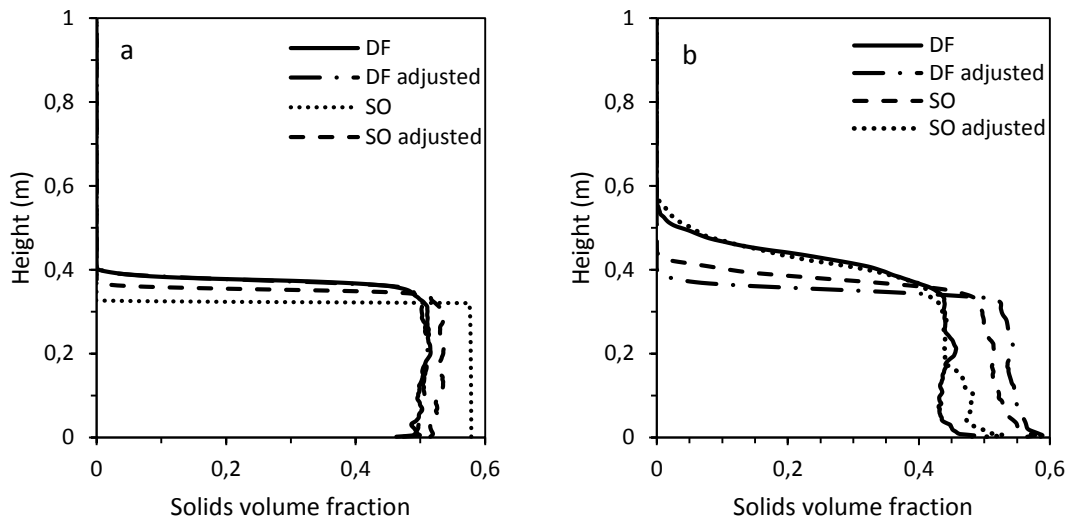 a
DF
DF adjusted
SO
SO adjusted
Height (m)
1
0,8
0,6
0,4
0,2
0
0
0,2
0,4
0,6
Solids volume fraction
b
DF
DF adjusted
SO
SO adjusted
Height (m)
1
0,8
0,6
0,4
0,2
0
0
0,2
0,4
0,6
Solids volume fraction